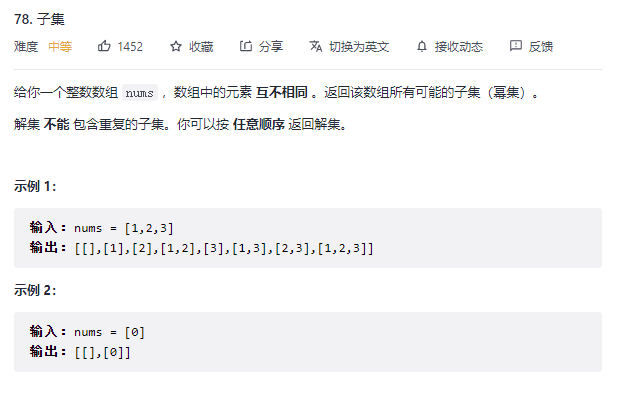 78. 子集
难度 中等 1452 收藏 分享 切换为英文 接收动态 反馈
给你一个整数数组 nums ，数组中的元素 互不相同 。返回该数组所有可能的子集（幂集）。
解集 不能 包含重复的子集。你可以按 任意顺序 返回解集。
示例 1：
输入：nums = [1,2,3]
输出：[[],[1],[2],[1,2],[3],[1,3],[2,3],[1,2,3]]
示例 2：
输入：nums = [0]
输出：[[],[0]]